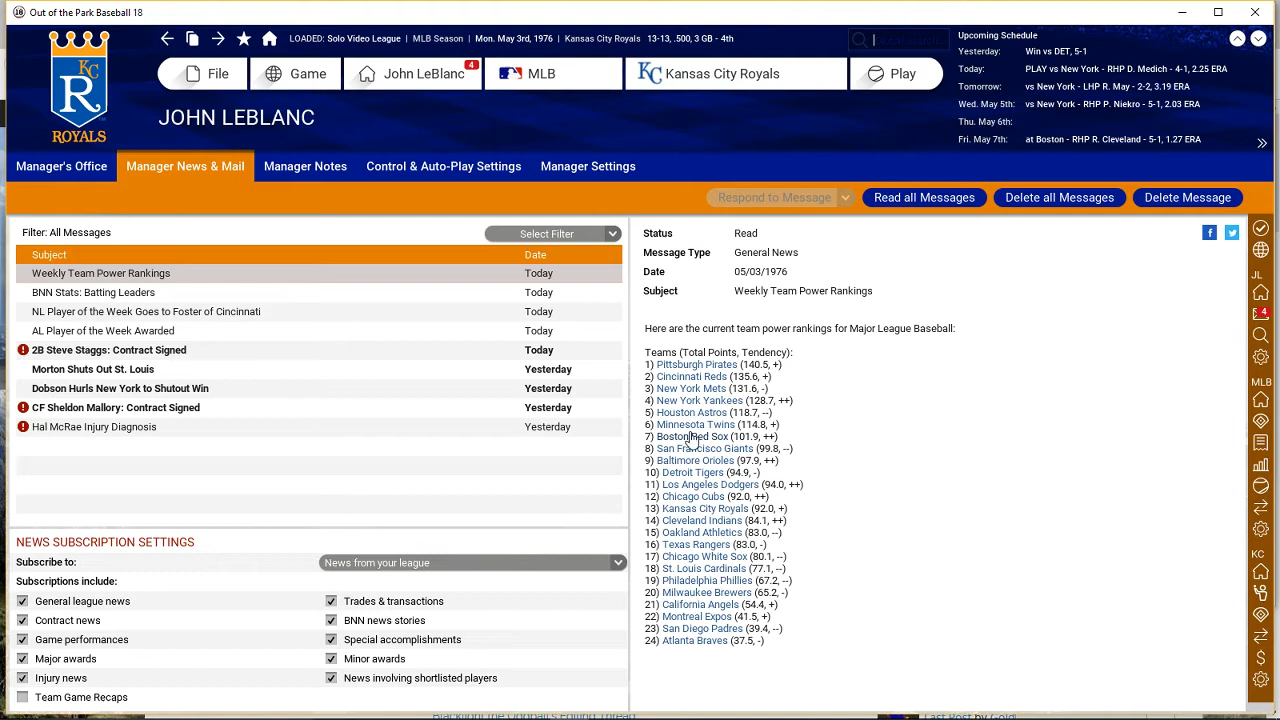 Out of the Park Baseball 18
LOADED: Solo Video League | MLB Season | Mon. May 3rd, 1976 | Kansas City Royals 13-13, .500, 3 GB - 4th
Upcoming Schedule
Yesterday: Win vs DET, 5-1
Today: PLAY vs New York - RHP D. Medich - 4-1, 2.25 ERA
Tomorrow: vs New York - LHP R. May - 2-2, 3.19 ERA
Wed. May 5th: vs New York - RHP P. Niekro - 5-1, 2.03 ERA
Thu. May 6th:
Fri. May 7th: at Boston - RHP R. Cleveland - 5-1, 1.27 ERA
File
Game
John LeBlanc 4
MLB
KC Kansas City Royals
Play
KC
R
ROYALS
JOHN LEBLANC
Manager's Office
Manager News & Mail
Manager Notes
Control & Auto-Play Settings
Manager Settings
Respond to Message
Read all Messages
Delete all Messages
Delete Message
Filter: All Messages
Select Filter
Subject Date
Weekly Team Power Rankings Today
BNN Stats: Batting Leaders Today
NL Player of the Week Goes to Foster of Cincinnati Today
AL Player of the Week Awarded Today
2B Steve Staggs: Contract Signed Today
Morton Shuts Out St. Louis Yesterday
Dobson Hurls New York to Shutout Win Yesterday
CF Sheldon Mallory: Contract Signed Yesterday
Hal McRae Injury Diagnosis Yesterday
NEWS SUBSCRIPTION SETTINGS
Subscribe to: News from your league
Subscriptions include:
General league news Trades & transactions
Contract news BNN news stories
Game performances Special accomplishments
Major awards Minor awards
Injury news News involving shortlisted players
Team Game Recaps
Status Read
Message Type General News
Date 05/03/1976
Subject Weekly Team Power Rankings
Here are the current team power rankings for Major League Baseball:
Teams (Total Points, Tendency):
1) Pittsburgh Pirates (140.5, +)
2) Cincinnati Reds (135.6, +)
3) New York Mets (131.6, -)
4) New York Yankees (128.7, ++)
5) Houston Astros (118.7, --)
6) Minnesota Twins (114.8, +)
7) Boston Red Sox (101.9, ++)
8) San Francisco Giants (99.8, --)
9) Baltimore Orioles (97.9, ++)
10) Detroit Tigers (94.9, -)
11) Los Angeles Dodgers (94.0, ++)
12) Chicago Cubs (92.0, ++)
13) Kansas City Royals (92.0, +)
14) Cleveland Indians (84.1, ++)
15) Oakland Athletics (83.0, --)
16) Texas Rangers (83.0, -)
17) Chicago White Sox (80.1, --)
18) St. Louis Cardinals (77.1, --)
19) Philadelphia Phillies (67.2, --)
20) Milwaukee Brewers (65.2, -)
21) California Angels (54.4, +)
22) Montreal Expos (41.5, +)
23) San Diego Padres (39.4, --)
24) Atlanta Braves (37.5, -)
JL
4
MLB
KC
$